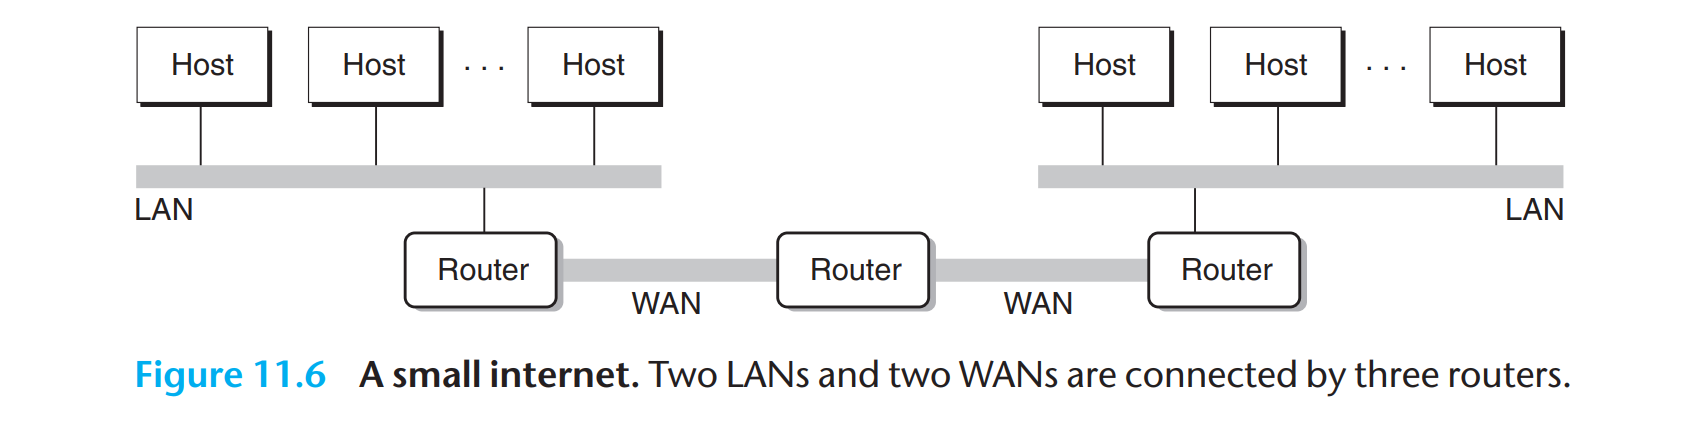 Host Host . . . Host Host Host . . . Host
LAN LAN
Router Router Router
WAN WAN
Figure 11.6 A small internet. Two LANs and two WANs are connected by three routers.